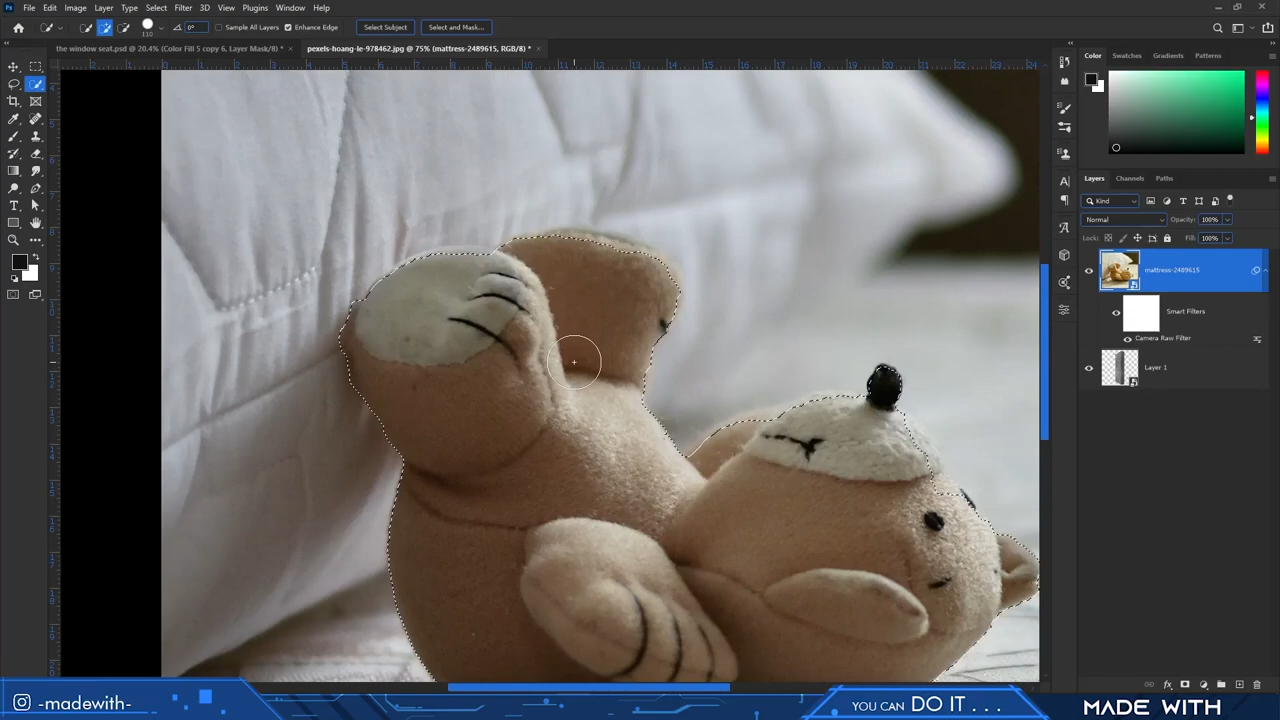 File Edit Image Layer Type Select Filter 3D View Plugins Window Help
110 0° Sample All Layers Enhance Edge Select Subject Select and Mask...
the window seat.psd @ 20.4% (Color Fill 5 copy 6, Layer Mask/8) * × pexels-hoang-le-978462.jpg @ 75% (mattress-2489615, RGB/8) * ×
Color Swatches Gradients Patterns
Layers Channels Paths
Kind
Normal Opacity: 100%
Lock: Fill: 100%
mattress-2489615
Smart Filters
Camera Raw Filter
Layer 1
-madewith-
YOU CAN DO IT . . .
MADE WITH